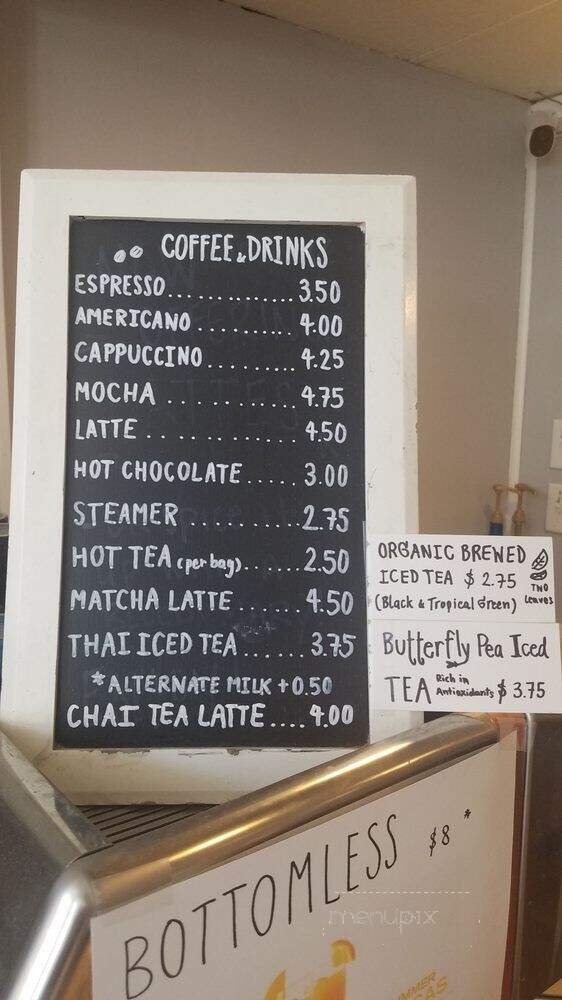 COFFEE & DRINKS
ESPRESSO.............. 3.50
AMERICANO .......... 4.00
CAPPUCCINO.......... 4.25
MOCHA ............ 4.75
LATTE ............. 4.50
HOT CHOCOLATE..... 3.00
STEAMER ..........2.75
HOT TEA (per bag)......2.50
MATCHA LATTE ...... 4.50
THAI ICED TEA ...... 3.75
*ALTERNATE MILK +0.50
CHAI TEA LATTE.... 4.00
ORGANIC BREWED
ICED TEA $ 2.75
(Black & Tropical Green)
TWO
Leaves
Butterfly Pea Iced
TEA Rich in Antioxidants $ 3.75
BOTTOMLESS $8 *
menupix